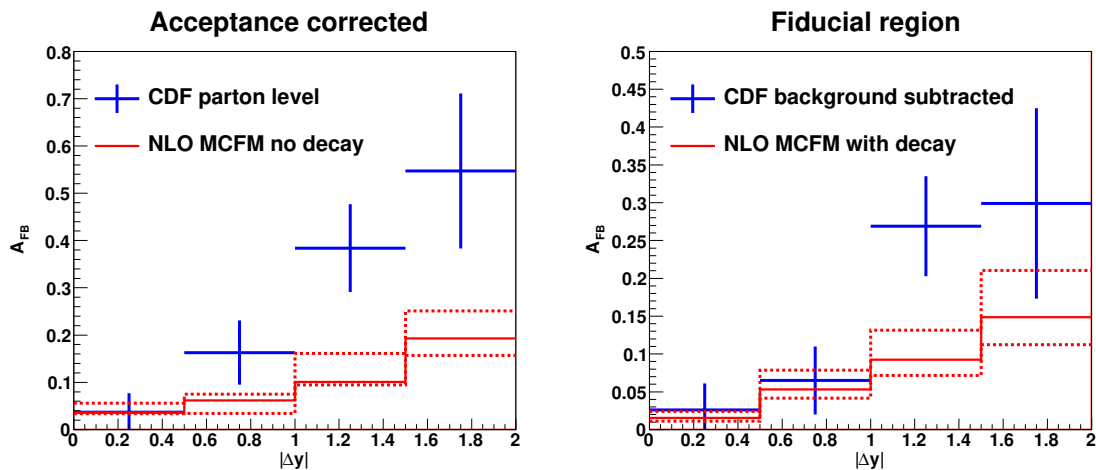 Acceptance corrected
0.8
0.7
0.6
0.5
0.4
0.3
0.2
0.1
0
A_FB
CDF parton level
NLO MCFM no decay
0 0.2 0.4 0.6 0.8 1 1.2 1.4 1.6 1.8 2
|Δy|
Fiducial region
0.5
0.45
0.4
0.35
0.3
0.25
0.2
0.15
0.1
0.05
0
A_FB
CDF background subtracted
NLO MCFM with decay
0 0.2 0.4 0.6 0.8 1 1.2 1.4 1.6 1.8 2
|Δy|